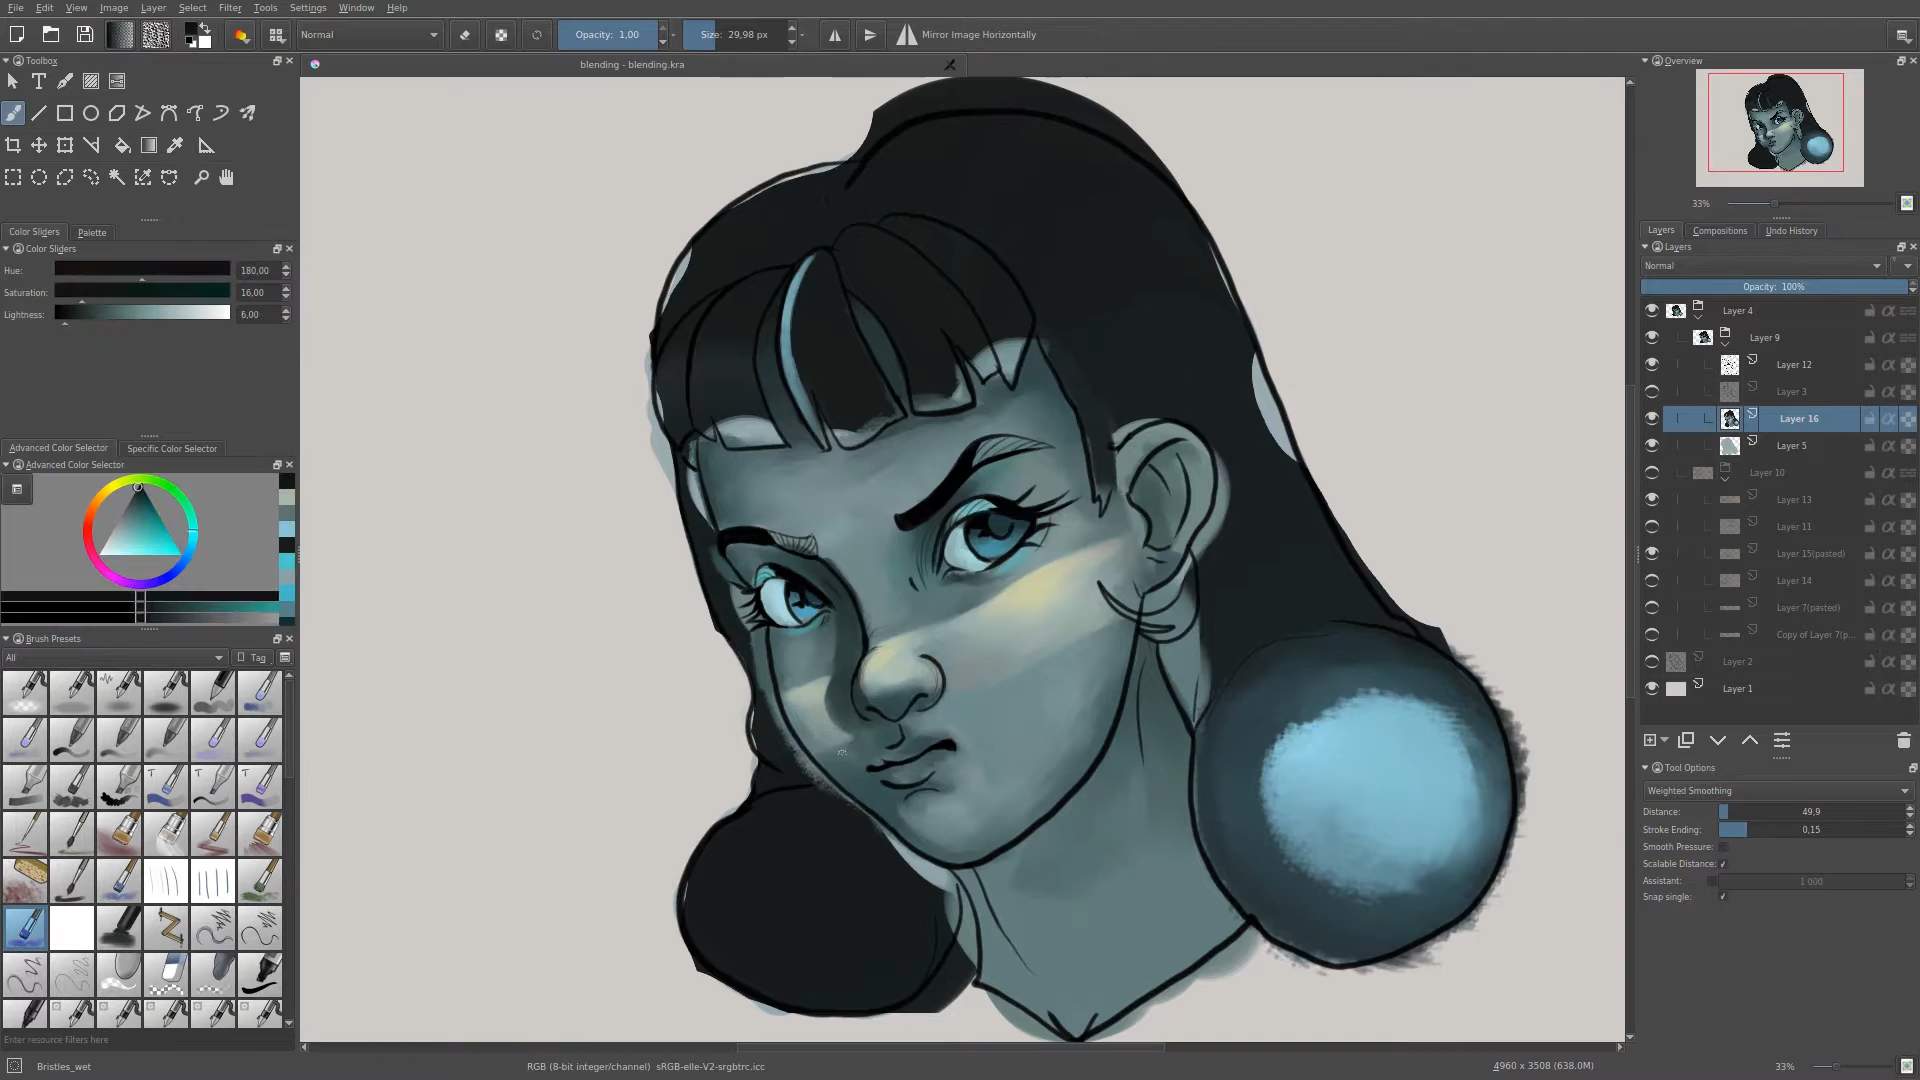 File Edit View Image Layer Select Filter Tools Settings Window Help
Normal Opacity: 1,00 Size: 29,98 px Mirror Image Horizontally
Toolbox
blending - blending.kra
Color Sliders Palette
Color Sliders
Hue: 180,00
Saturation: 16,00
Lightness: 6,00
Advanced Color Selector Specific Color Selector
Advanced Color Selector
Brush Presets
All Tag
T T T
Enter resource filters here
Bristles_wet
RGB (8-bit integer/channel) sRGB-elle-V2-srgbtrc.icc
4960 x 3508 (638.0M)
33%
Overview
33%
Layers Compositions Undo History
Layers
Normal
Opacity: 100%
Layer 4
Layer 9
Layer 12
Layer 3
Layer 16
Layer 5
Layer 10
Layer 13
Layer 11
Layer 15(pasted)
Layer 14
Layer 7(pasted)
Copy of Layer 7(p...
Layer 2
Layer 1
Tool Options
Weighted Smoothing
Distance: 49,9
Stroke Ending: 0,15
Smooth Pressure:
Scalable Distance:
Assistant: 1 000
Snap single: